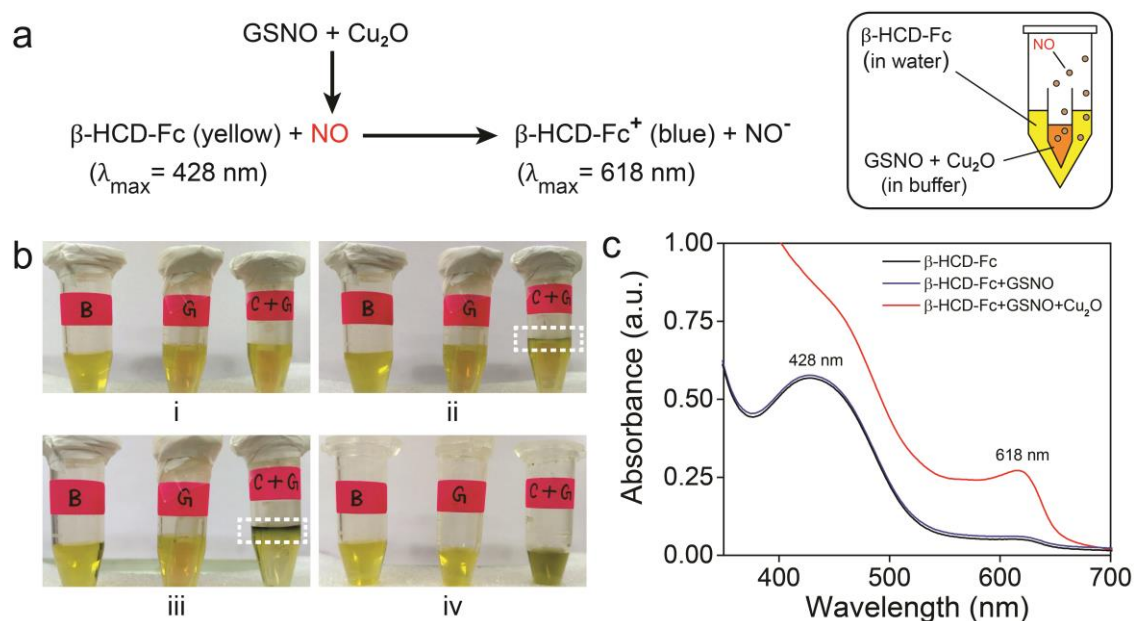 a
GSNO + Cu₂O
β-HCD-Fc (yellow) + NO
β-HCD-Fc⁺ (blue) + NO⁻
(λmax = 428 nm)
(λmax = 618 nm)
β-HCD-Fc
(in water)
NO
GSNO + Cu₂O
(in buffer)
b
B
G
C+G
i
B
G
C+G
ii
B
G
C+G
iii
B
G
C+G
iv
c
1.00
0.75
0.50
0.25
0.00
Absorbance (a.u.)
β-HCD-Fc
β-HCD-Fc+GSNO
β-HCD-Fc+GSNO+Cu₂O
428 nm
618 nm
400
500
600
700
Wavelength (nm)